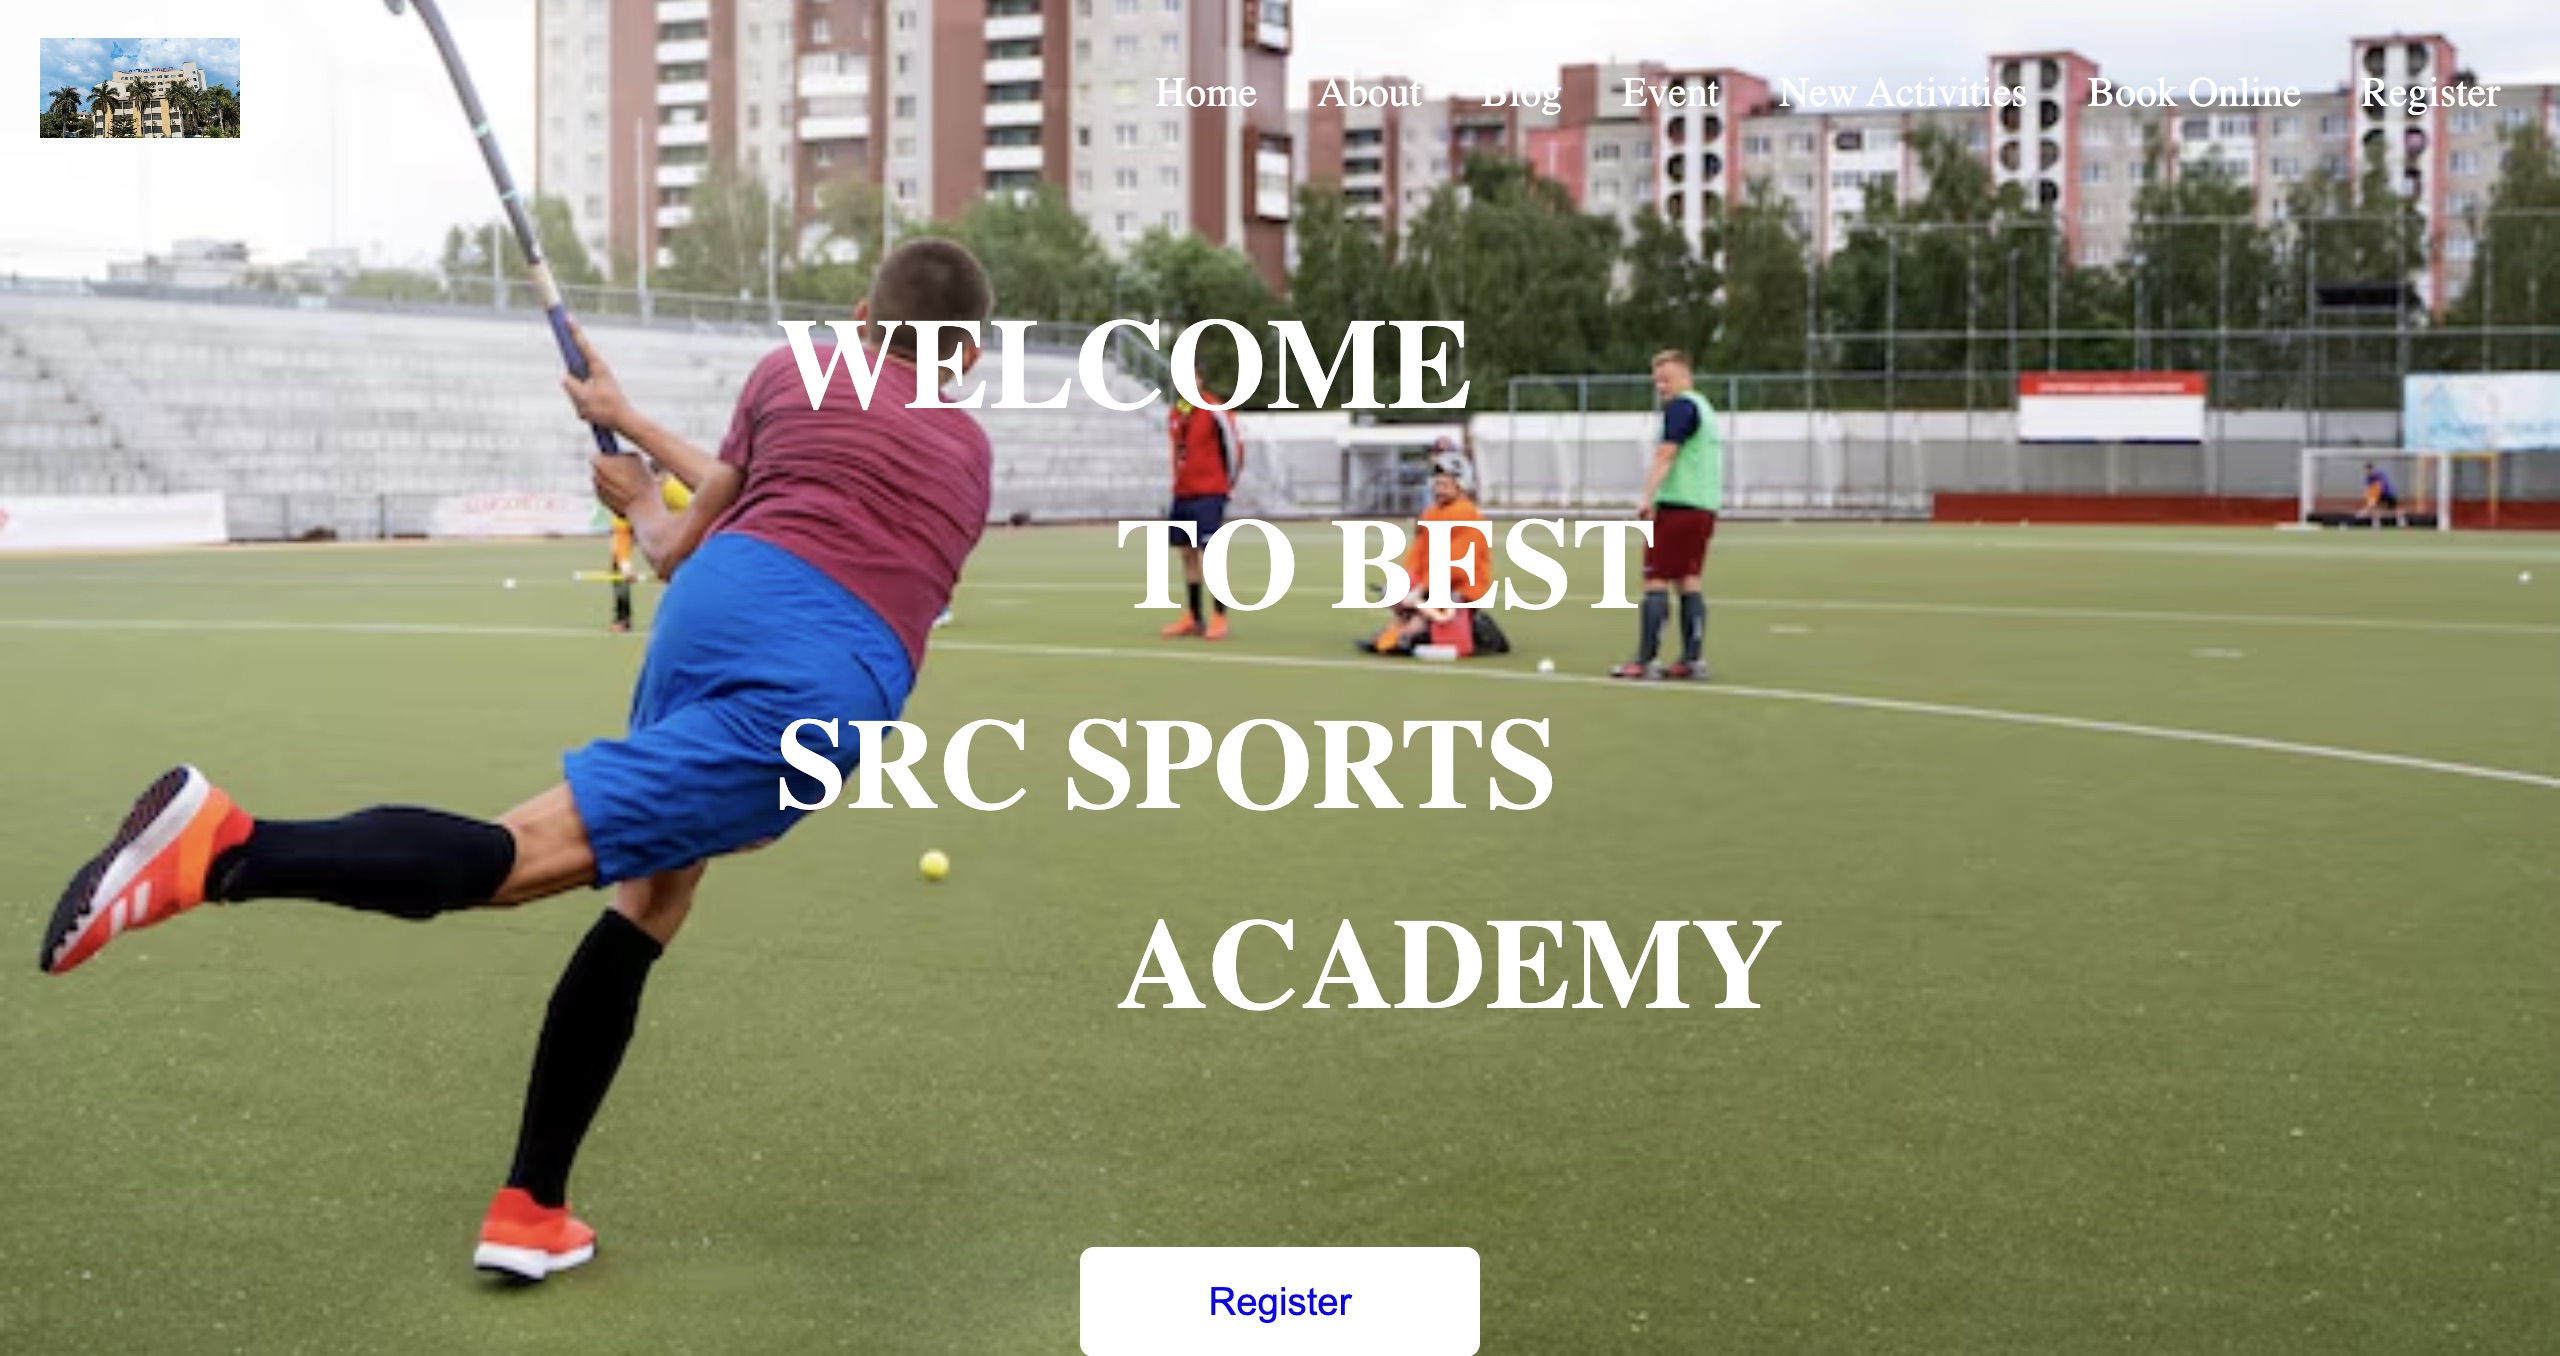 Home About Blog Event New Activities Book Online Register
WELCOME
TO BEST
SRC SPORTS
ACADEMY
Register